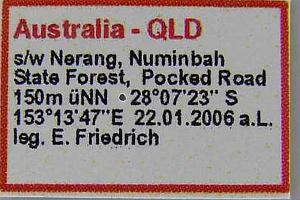 Australia - QLD
s/w Nerang, Numinbah
State Forest, Pocked Road
150m üNN 28°07'23" S
153°13'47"E 22.01.2006 a.L.
leg. E. Friedrich